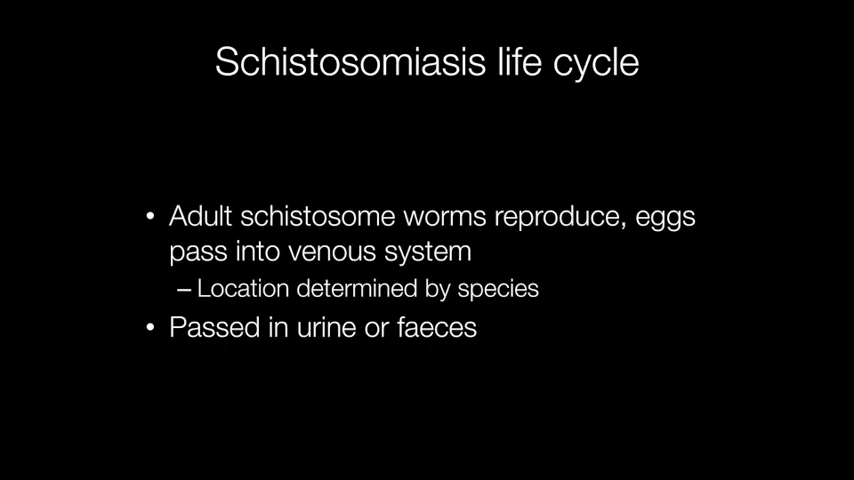 Schistosomiasis life cycle
• Adult schistosome worms reproduce, eggs
pass into venous system
– Location determined by species
• Passed in urine or faeces